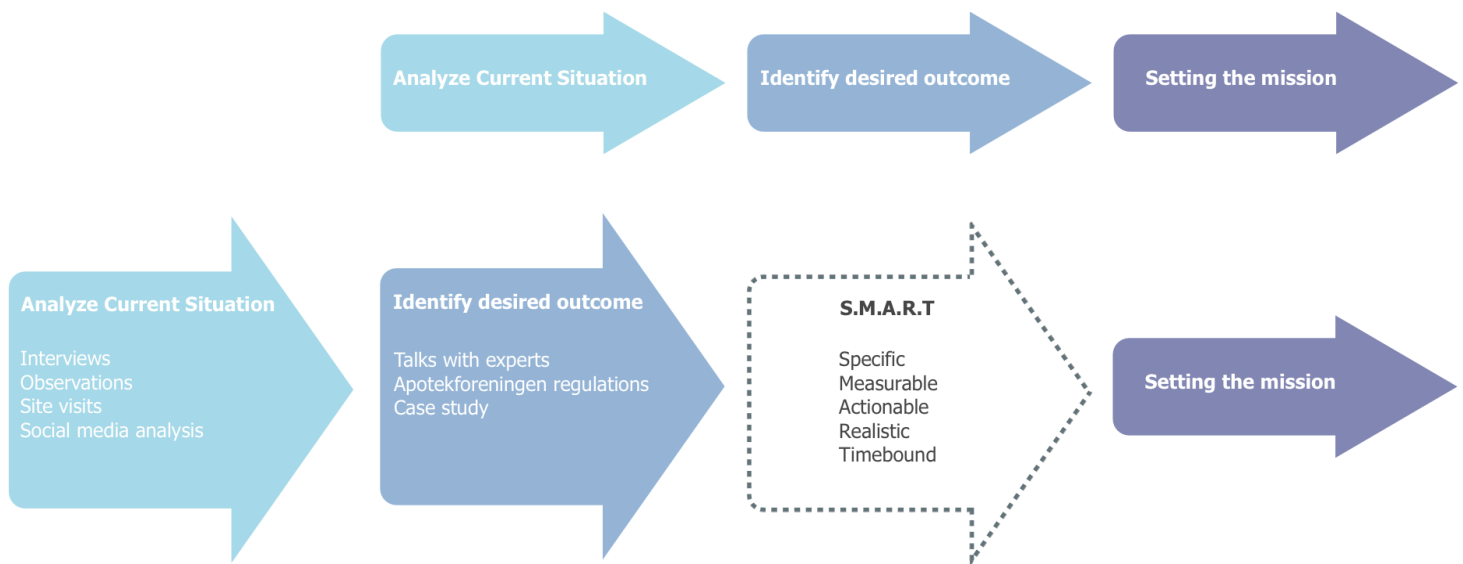 Analyze Current Situation
Identify desired outcome
Setting the mission
Analyze Current Situation
Interviews
Observations
Site visits
Social media analysis
Identify desired outcome
Talks with experts
Apotekforeningen regulations
Case study
S.M.A.R.T
Specific
Measurable
Actionable
Realistic
Timebound
Setting the mission